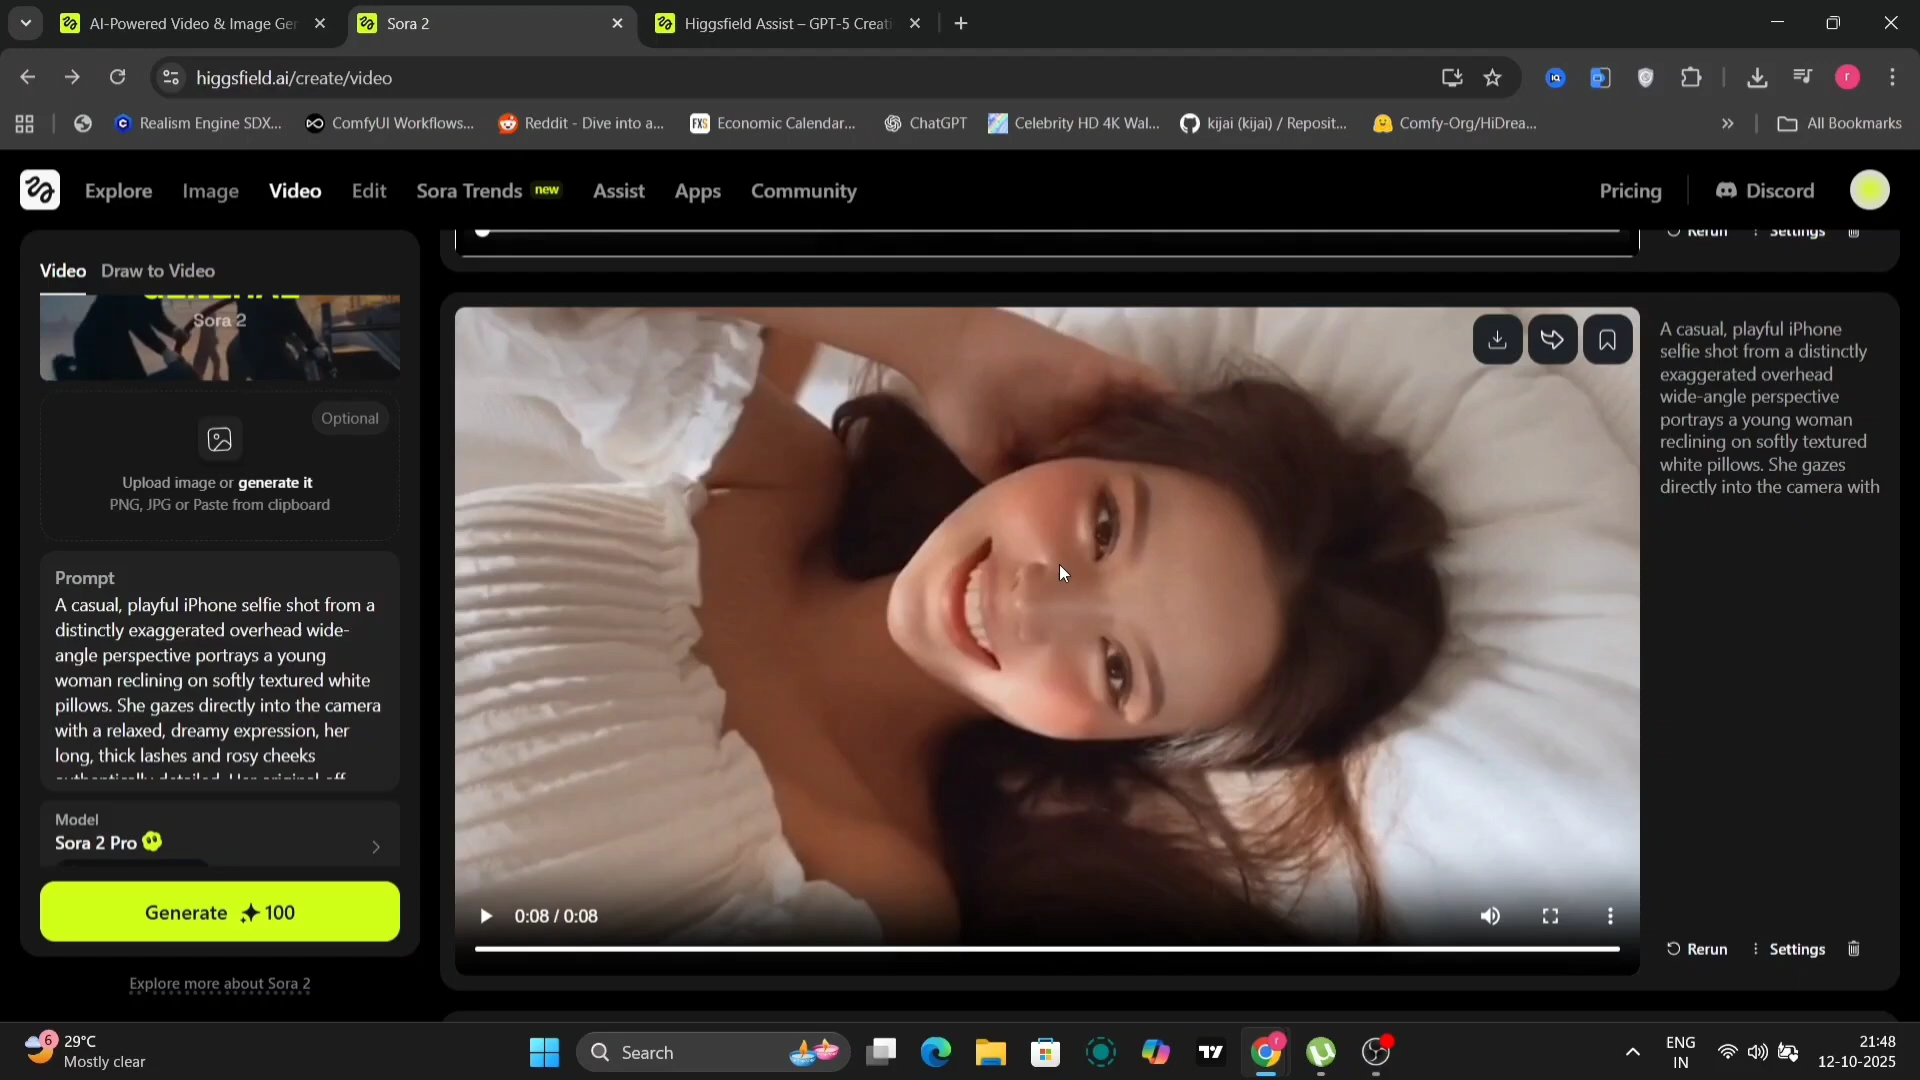 AI-Powered Video & Image Ger
Sora 2
Higgsfield Assist – GPT-5 Creati
higgsfield.ai/create/video
Realism Engine SDX...
ComfyUI Workflows...
Reddit - Dive into a...
Economic Calendar...
ChatGPT
Celebrity HD 4K Wal...
kijai (kijai) / Reposit...
Comfy-Org/HiDrea...
»
All Bookmarks
Explore
Image
Video
Edit
Sora Trends new
Assist
Apps
Community
Pricing
Discord
Video
Draw to Video
GENERAL
Sora 2
Optional
Upload image or generate it
PNG, JPG or Paste from clipboard
Prompt
A casual, playful iPhone selfie shot from a
distinctly exaggerated overhead wide-
angle perspective portrays a young
woman reclining on softly textured white
pillows. She gazes directly into the camera
with a relaxed, dreamy expression, her
long, thick lashes and rosy cheeks
authentically detailed. Her original off-
Model
Sora 2 Pro
Generate 100
Explore more about Sora 2
Rerun
Settings
A casual, playful iPhone
selfie shot from a distinctly
exaggerated overhead
wide-angle perspective
portrays a young woman
reclining on softly textured
white pillows. She gazes
directly into the camera with
0:08 / 0:08
Rerun
Settings
6
29°C
Mostly clear
Search
ENG
IN
21:48
12-10-2025